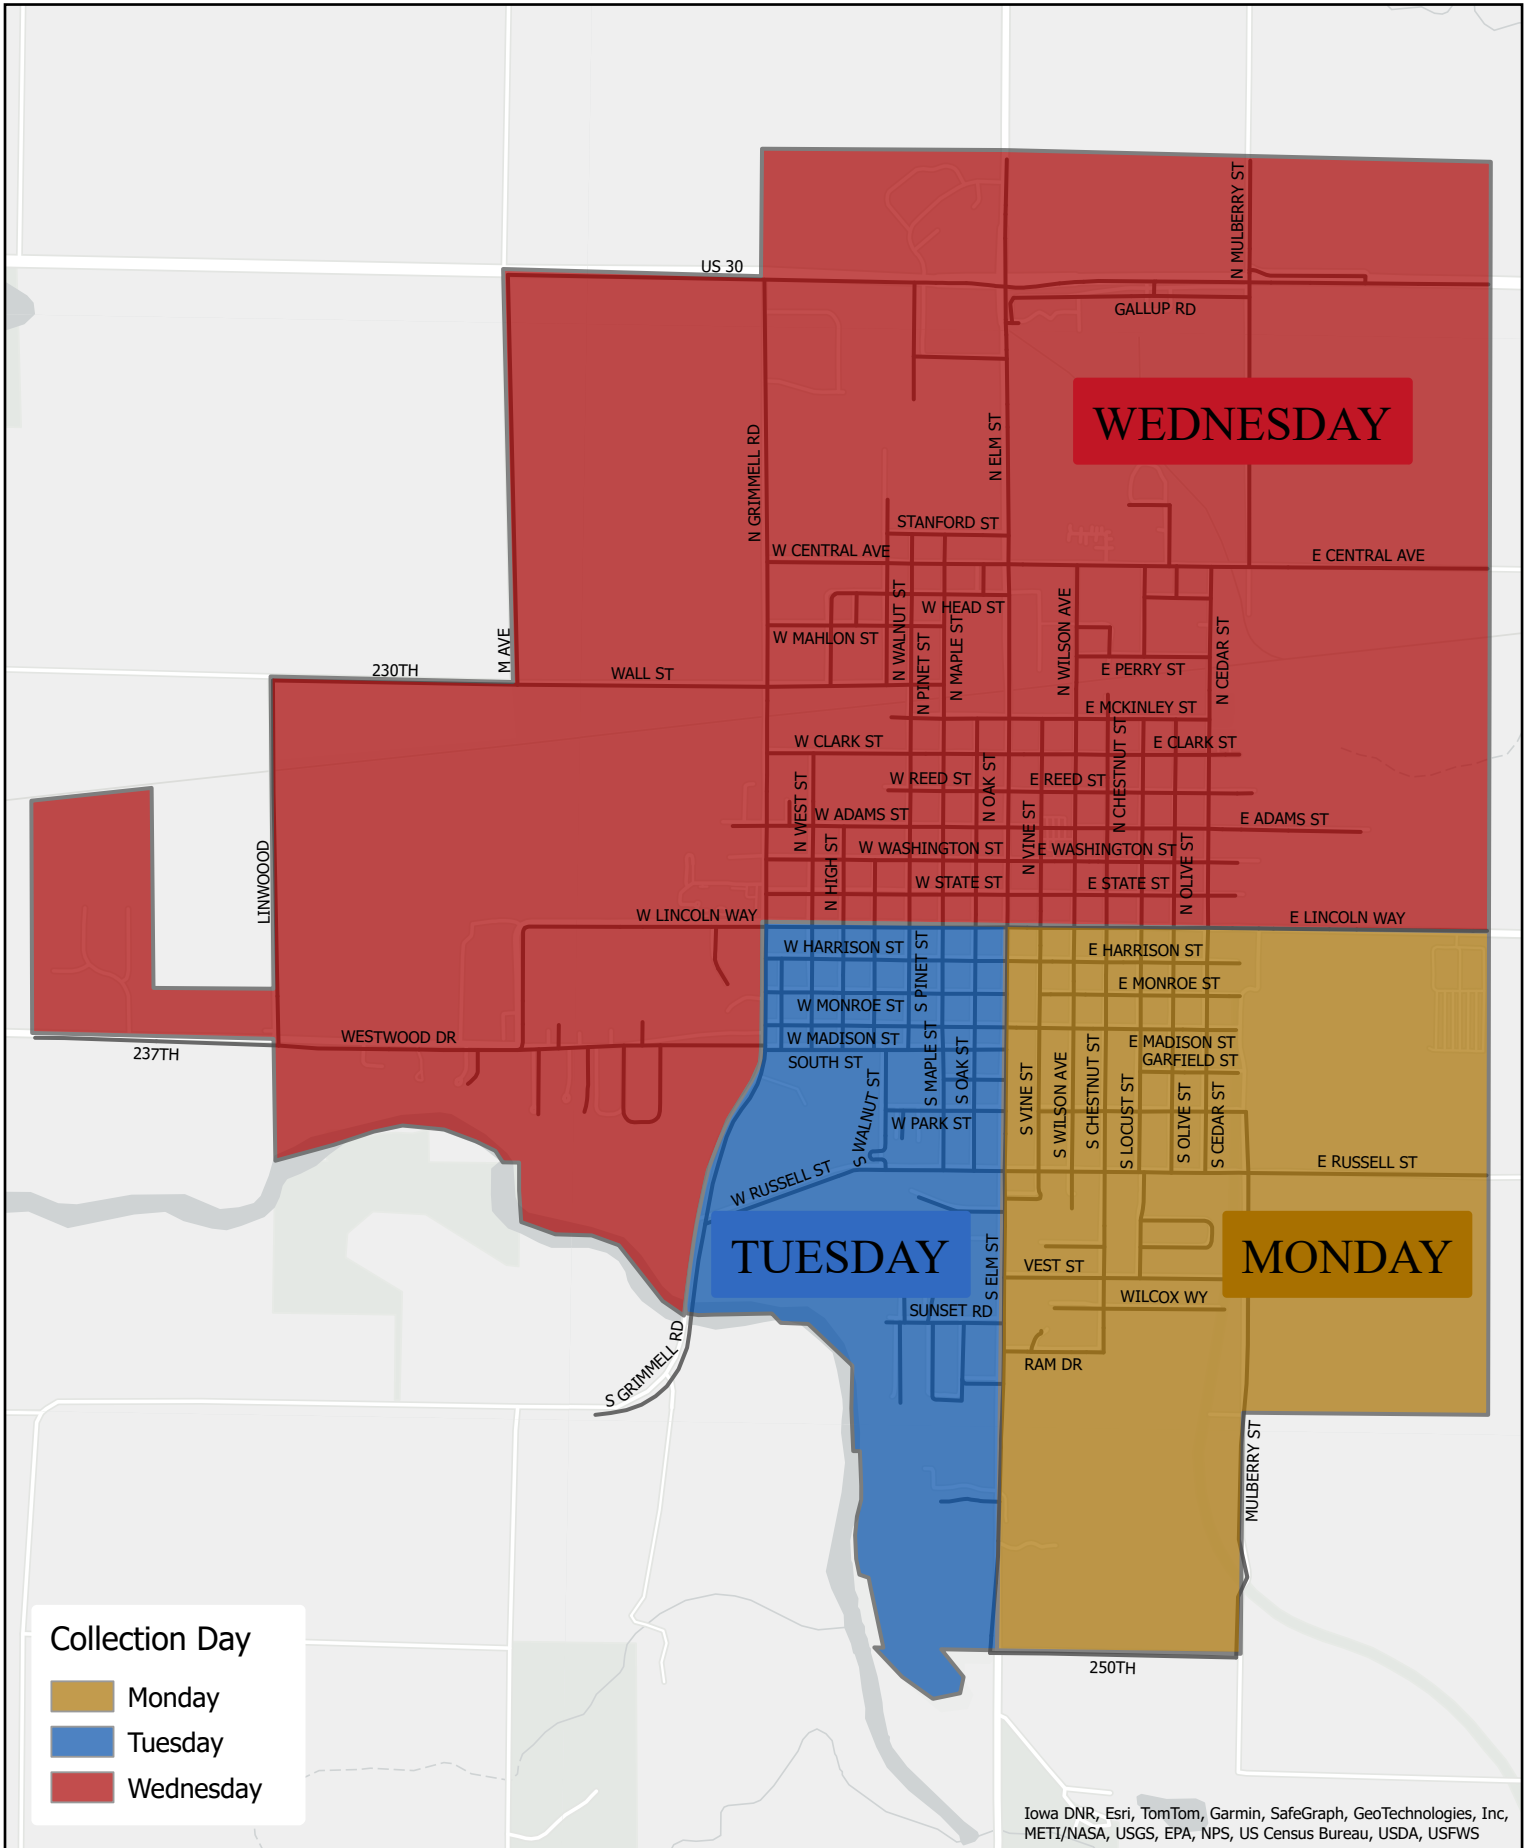 N MULBERRY ST
US 30
GALLUP RD
WEDNESDAY
N GRIMMELL RD
N ELM ST
STANFORD ST
W CENTRAL AVE
E CENTRAL AVE
W HEAD ST
N WALNUT ST
N WILSON AVE
W MAHLON ST
N MAPLE ST
N CEDAR ST
M AVE
N PINET ST
230TH
WALL ST
E PERRY ST
E MCKINLEY ST
W CLARK ST
E CLARK ST
N CHESTNUT ST
N OAK ST
W REED ST
E REED ST
N WEST ST
W ADAMS ST
E ADAMS ST
N VINE ST
W WASHINGTON ST
E WASHINGTON ST
N HIGH ST
N OLIVE ST
LINWOOOD
W STATE ST
E STATE ST
W LINCOLN WAY
E LINCOLN WAY
W HARRISON ST
E HARRISON ST
S PINET ST
E MONROE ST
W MONROE ST
WESTWOOD DR
W MADISON ST
E MADISON ST
237TH
SOUTH ST
GARFIELD ST
S MAPLE ST
S OAK ST
S WALNUT ST
S VINE ST
S WILSON AVE
S CHESTNUT ST
S LOCUST ST
S OLIVE ST
S CEDAR ST
W PARK ST
E RUSSELL ST
W RUSSELL ST
TUESDAY
MONDAY
S ELM ST
VEST ST
WILCOX WY
SUNSET RD
S GRIMMELL RD
RAM DR
MULBERRY ST
250TH
Collection Day
Monday
Tuesday
Wednesday
Iowa DNR, Esri, TomTom, Garmin, SafeGraph, GeoTechnologies, Inc,
METI/NASA, USGS, EPA, NPS, US Census Bureau, USDA, USFWS